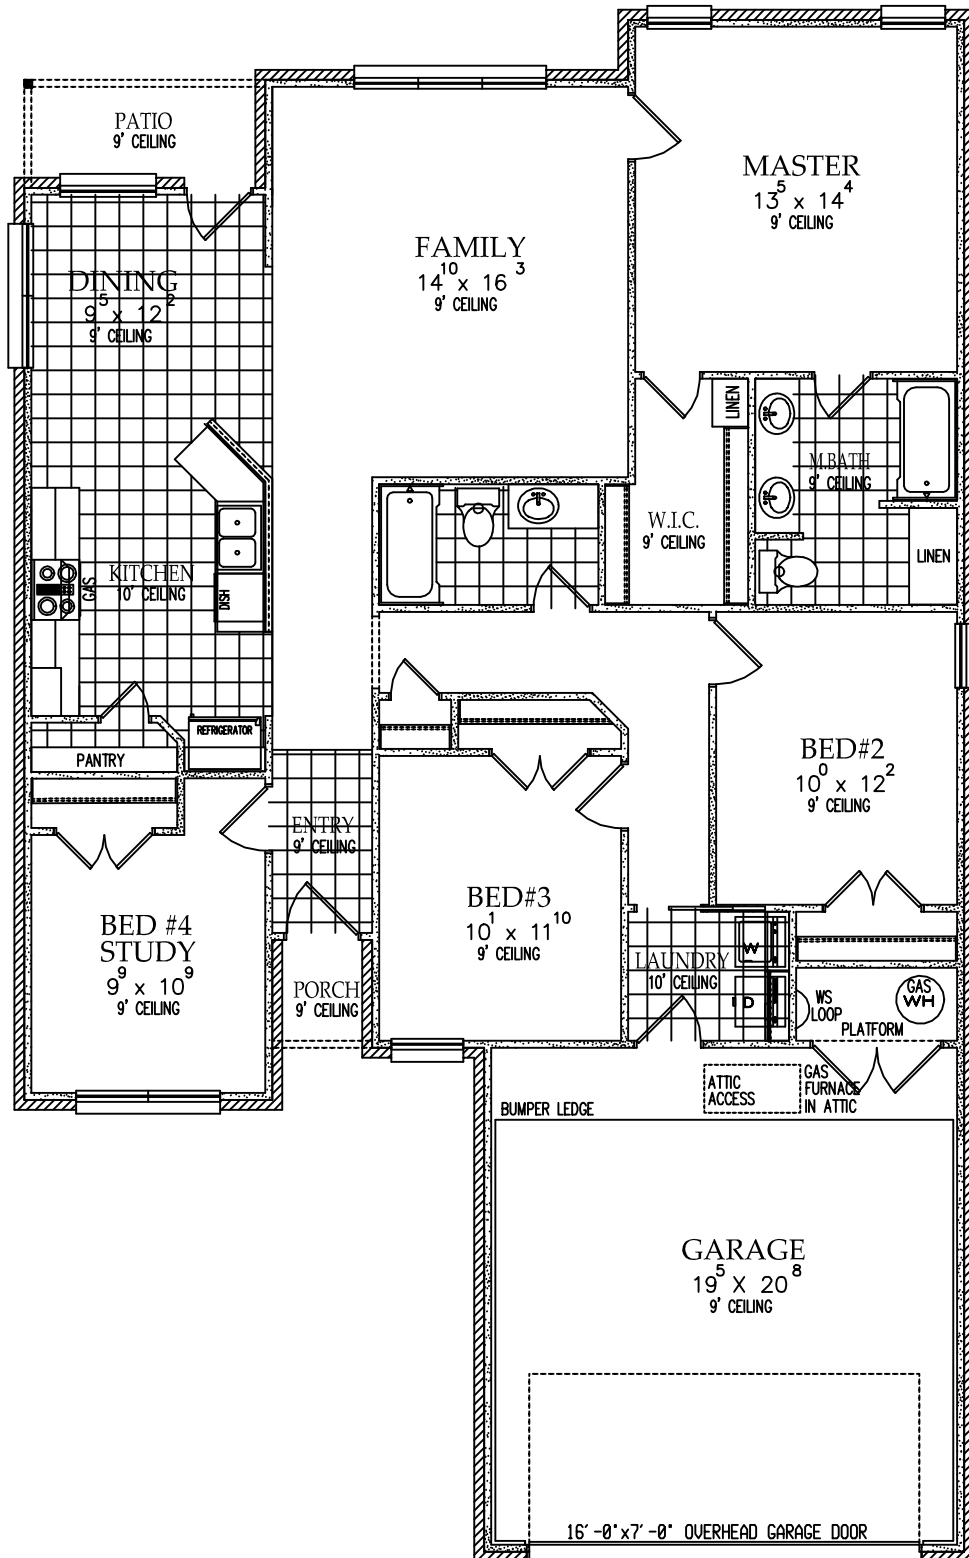 PATIO
9' CEILING
MASTER
13⁵ x 14⁴
9' CEILING
FAMILY
14¹⁰ x 16³
9' CEILING
DINING
9⁵ x 12²
9' CEILING
LINEN
M.BATH
9' CEILING
W.I.C.
9' CEILING
LINEN
KITCHEN
10' CEILING
GAS
DISH
REFRIGERATOR
PANTRY
BED#2
10⁰ x 12²
9' CEILING
ENTRY
9' CEILING
BED#3
10¹ x 11¹⁰
9' CEILING
BED #4
STUDY
9⁹ x 10⁹
9' CEILING
PORCH
9' CEILING
LAUNDRY
10' CEILING
W
D
WS
LOOP
GAS
WH
PLATFORM
ATTIC
ACCESS
GAS
FURNACE
IN ATTIC
BUMPER LEDGE
GARAGE
19⁵ X 20⁸
9' CEILING
16'-0"x7'-0" OVERHEAD GARAGE DOOR